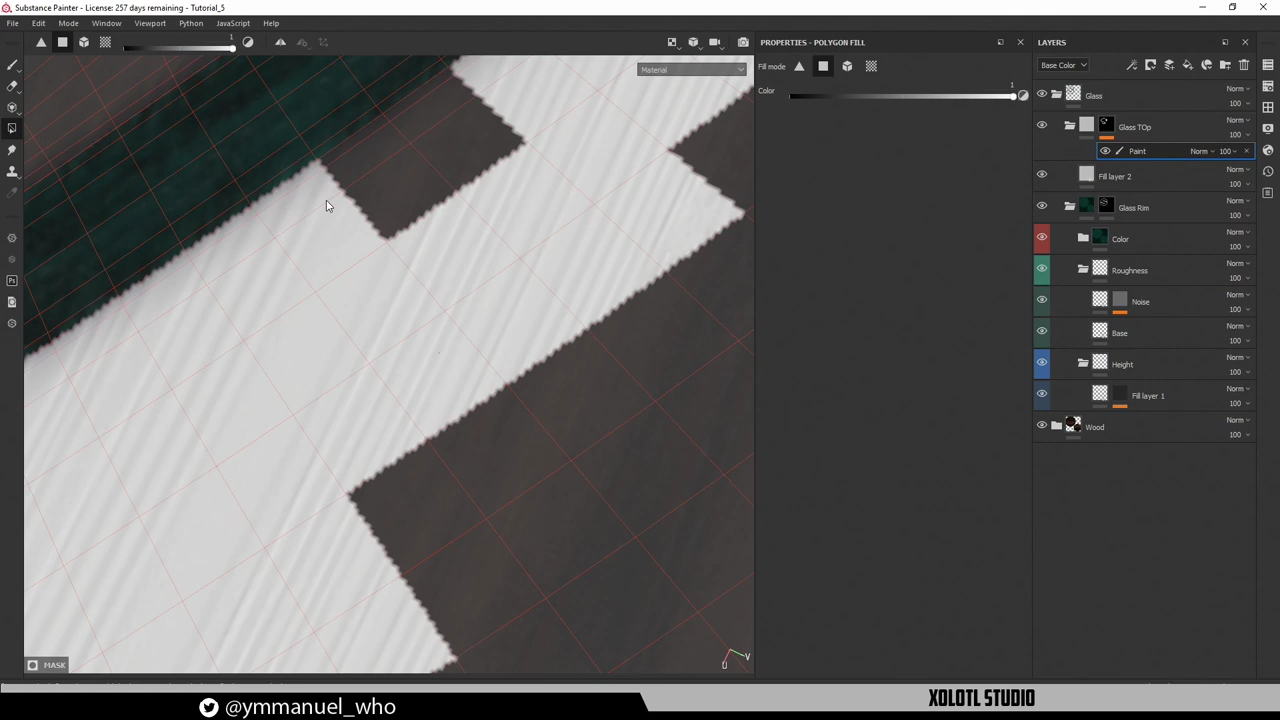 Substance Painter - License: 257 days remaining - Tutorial_5
File Edit Mode Window Viewport Python JavaScript Help
1
Material
PROPERTIES - POLYGON FILL
Fill mode
Color
1
LAYERS
Base Color
Glass
Norm
100
Glass TOp
Norm
100
Paint
Norm
100
Fill layer 2
Norm
100
Glass Rim
Norm
100
Color
Norm
100
Roughness
Norm
100
Noise
Norm
100
Base
Norm
100
Height
Norm
100
Fill layer 1
Norm
100
Wood
Norm
100
Ps
MASK
V
U
@ymmanuel_who
XOLOTL STUDIO